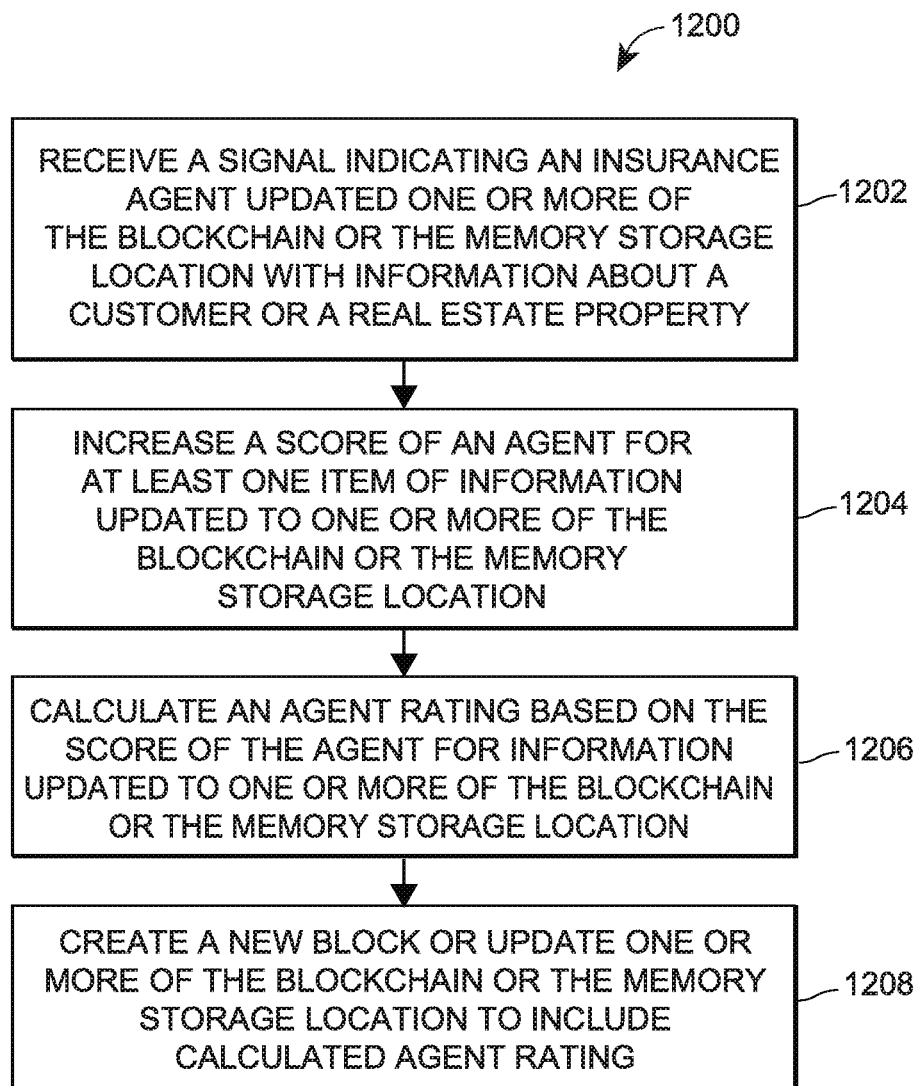 1200
RECEIVE A SIGNAL INDICATING AN INSURANCE
AGENT UPDATED ONE OR MORE OF
THE BLOCKCHAIN OR THE MEMORY STORAGE
LOCATION WITH INFORMATION ABOUT A
CUSTOMER OR A REAL ESTATE PROPERTY
1202
INCREASE A SCORE OF AN AGENT FOR
AT LEAST ONE ITEM OF INFORMATION
UPDATED TO ONE OR MORE OF THE
BLOCKCHAIN OR THE MEMORY
STORAGE LOCATION
1204
CALCULATE AN AGENT RATING BASED ON THE
SCORE OF THE AGENT FOR INFORMATION
UPDATED TO ONE OR MORE OF THE BLOCKCHAIN
OR THE MEMORY STORAGE LOCATION
1206
CREATE A NEW BLOCK OR UPDATE ONE OR
MORE OF THE BLOCKCHAIN OR THE MEMORY
STORAGE LOCATION TO INCLUDE
CALCULATED AGENT RATING
1208